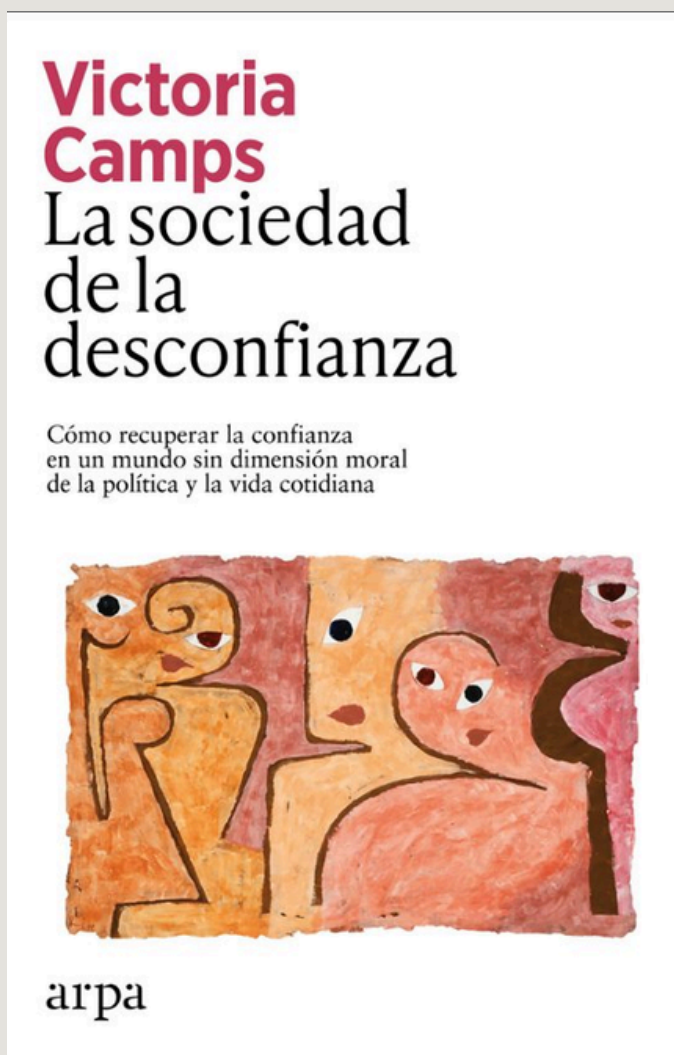 Victoria
Camps
La sociedad
de la
desconfianza
Cómo recuperar la confianza
en un mundo sin dimensión moral
de la política y la vida cotidiana
arpa